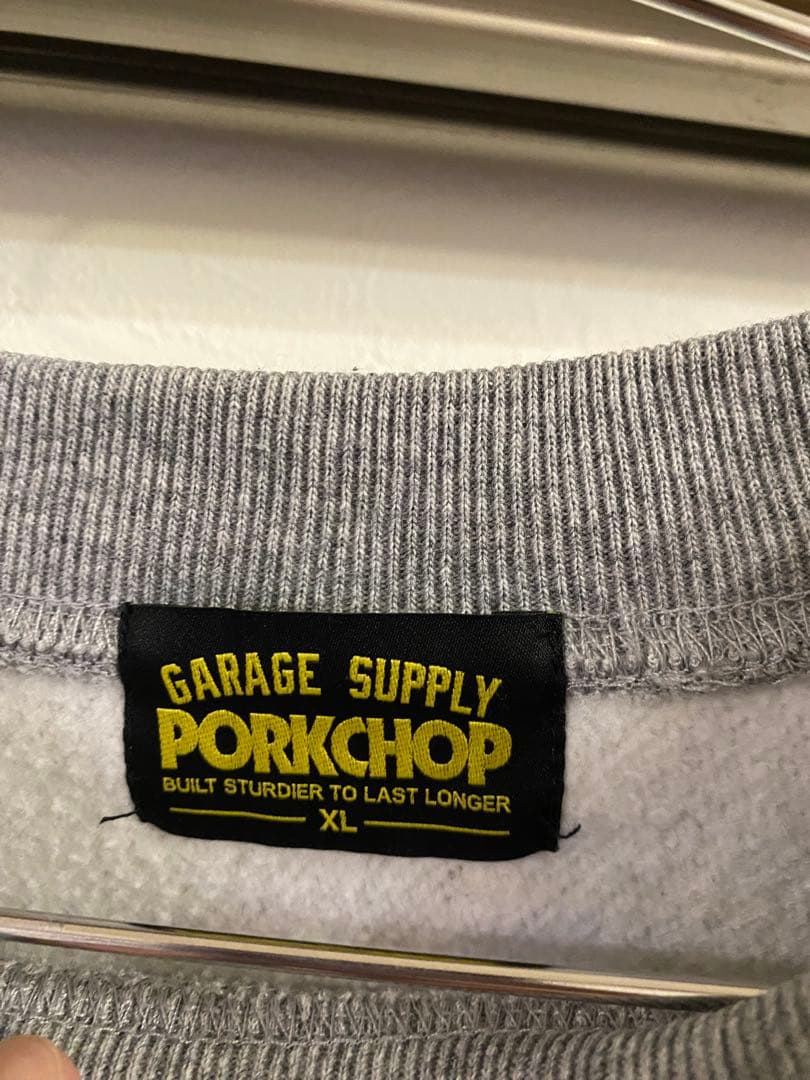 GARAGE SUPPLY
PORKCHOP
BUILT STURDIER TO LAST LONGER
XL